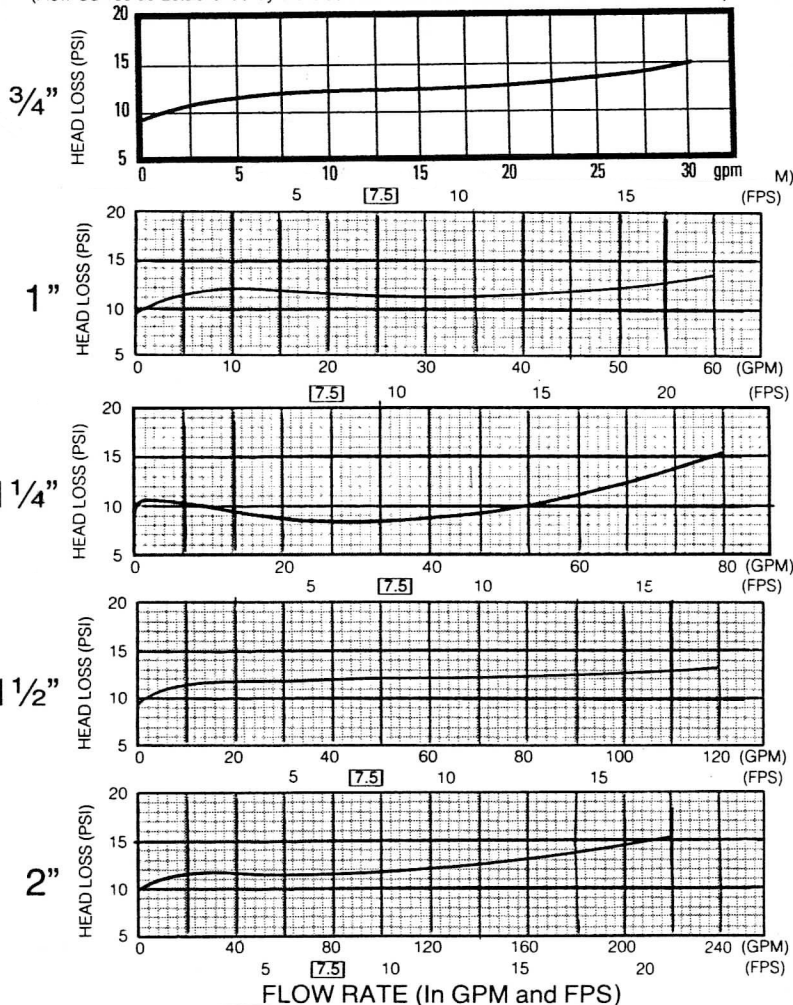 20
15
10
5
HEAD LOSS (PSI)
3/4"
0 5 10 15 20 25 30 gpm M)
5 7.5 10 15 (FPS)
20
15
10
5
HEAD LOSS (PSI)
1"
0 10 20 30 40 50 60 (GPM)
7.5 10 15 20 (FPS)
20
15
10
5
HEAD LOSS (PSI)
1 1/4"
0 20 40 60 80 (GPM)
5 7.5 10 15 (FPS)
20
15
10
5
HEAD LOSS (PSI)
1 1/2"
0 20 40 60 80 100 120 (GPM)
5 7.5 10 15 (FPS)
20
15
10
5
HEAD LOSS (PSI)
2"
0 40 80 120 160 200 240 (GPM)
5 7.5 10 15 20 (FPS)
FLOW RATE (In GPM and FPS)